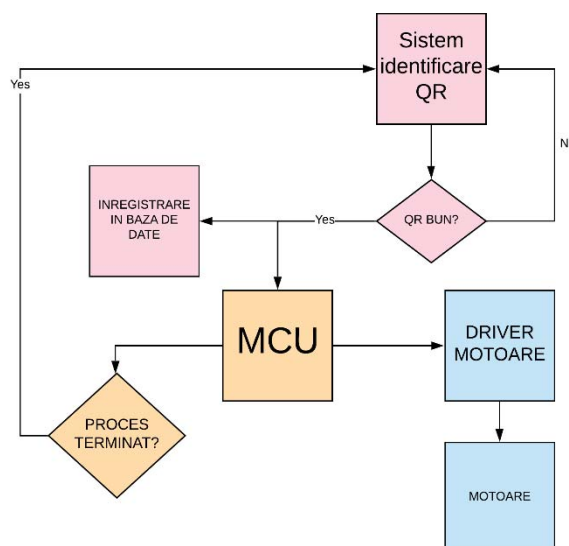 Sistem
identificare
QR
Yes
N
INREGISTRARE
IN BAZA DE
DATE
Yes
QR BUN?
MCU
DRIVER
MOTOARE
PROCES
TERMINAT?
MOTOARE